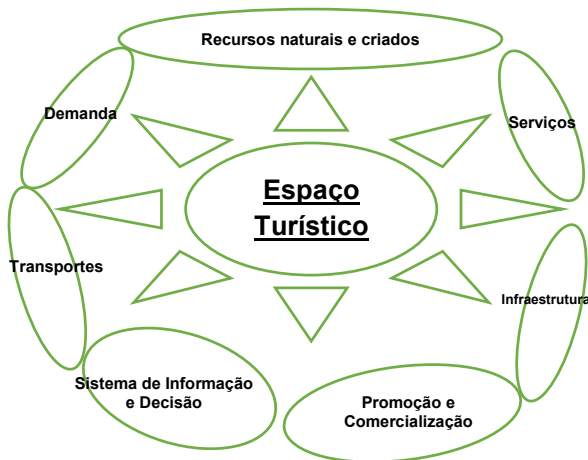 Recursos naturais e criados
Demanda
Serviços
Espaço
Turístico
Transportes
Infraestrutura
Sistema de Informação
e Decisão
Promoção e
Comercialização